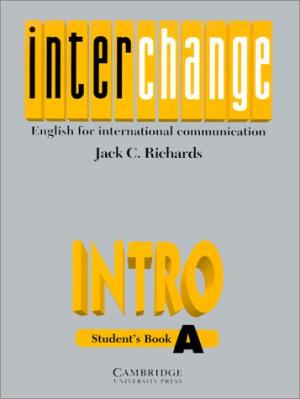 interchange
English for international communication
Jack C. Richards
INTRO
Student's Book A
CAMBRIDGE
UNIVERSITY PRESS